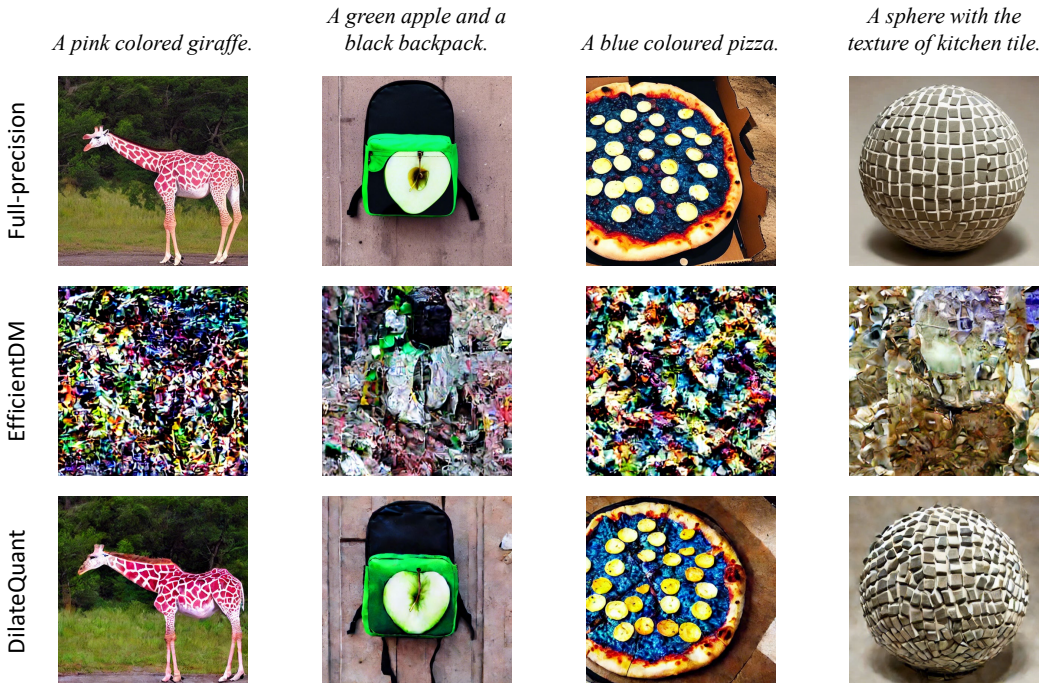 A pink colored giraffe.
A green apple and a
black backpack.
A blue coloured pizza.
A sphere with the
texture of kitchen tile.
Full-precision
EfficientDM
DilateQuant